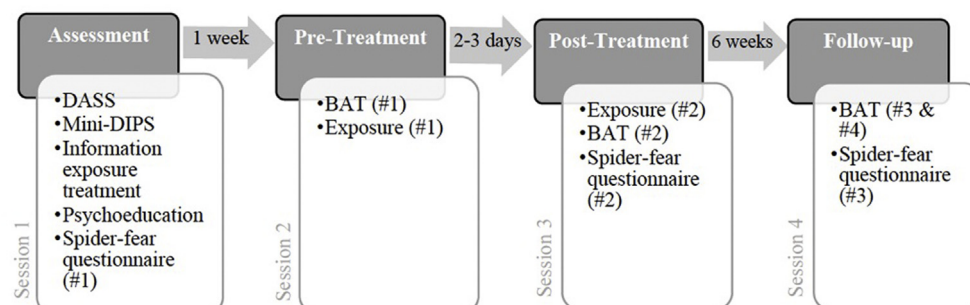 Assessment
1 week
Pre-Treatment
2-3 days
Post-Treatment
6 weeks
Follow-up
•DASS
•Mini-DIPS
•Information
exposure
treatment
•Psychoeducation
•Spider-fear
questionnaire
(#1)
Session 1
•BAT (#1)
•Exposure (#1)
Session 2
•Exposure (#2)
•BAT (#2)
•Spider-fear
questionnaire
(#2)
Session 3
•BAT (#3 &
#4)
•Spider-fear
questionnaire
(#3)
Session 4